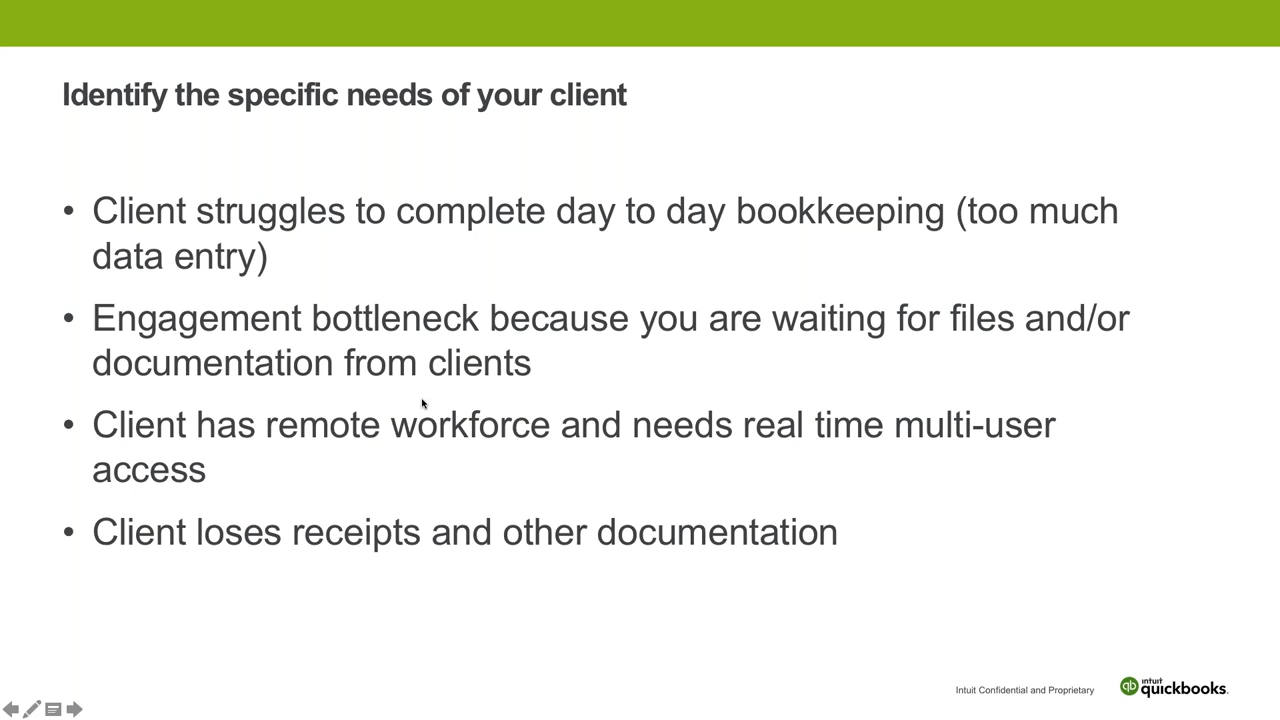 Identify the specific needs of your client
• Client struggles to complete day to day bookkeeping (too much
data entry)
• Engagement bottleneck because you are waiting for files and/or
documentation from clients
• Client has remote workforce and needs real time multi-user
access
• Client loses receipts and other documentation
Intuit Confidential and Proprietary
qb intuit quickbooks.